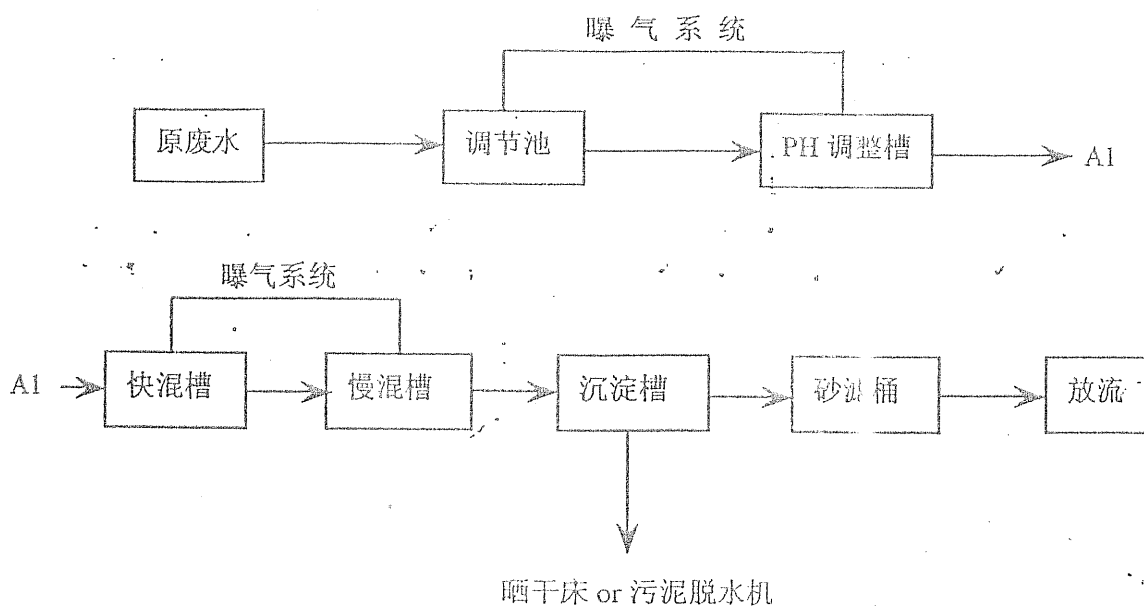 曝气系统
原废水 调节池 PH 调整槽 A1
曝气系统
A1 快混槽 慢混槽 沉淀槽 砂滤桶 放流
晒干床 or 污泥脱水机